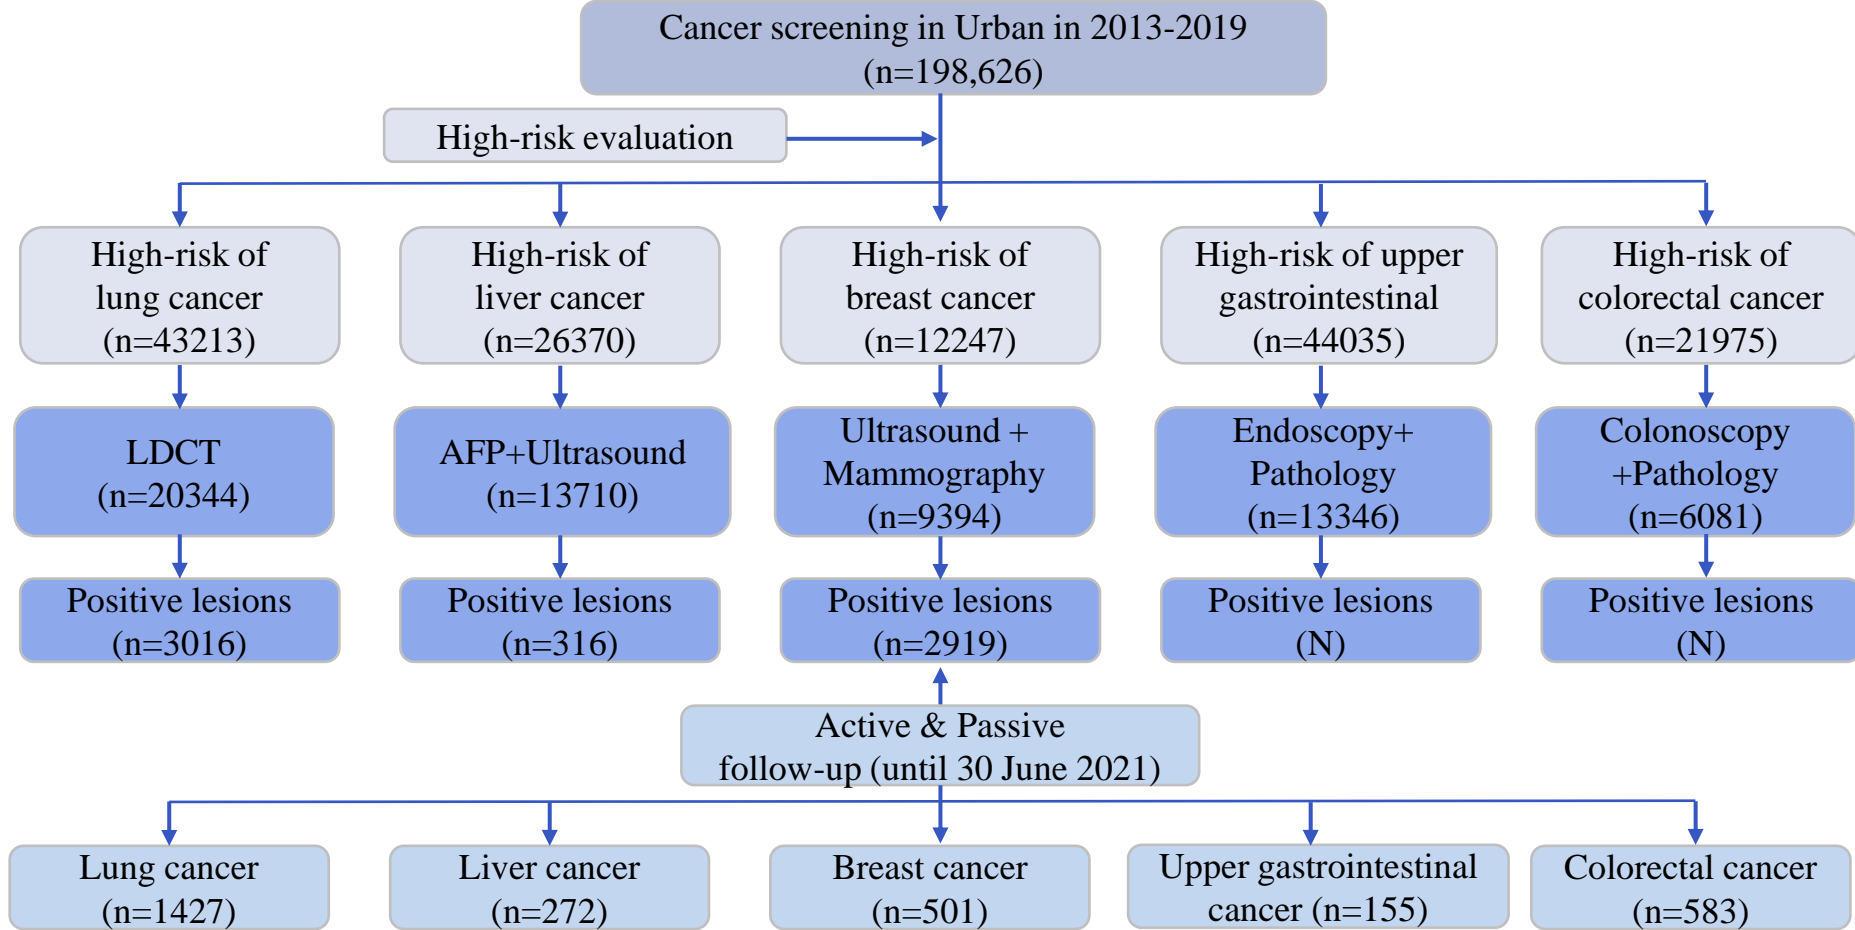 Cancer screening in Urban in 2013-2019
(n=198,626)
High-risk evaluation
High-risk of
lung cancer
(n=43213)
High-risk of
liver cancer
(n=26370)
High-risk of
breast cancer
(n=12247)
High-risk of upper
gastrointestinal
(n=44035)
High-risk of
colorectal cancer
(n=21975)
LDCT
(n=20344)
AFP+Ultrasound
(n=13710)
Ultrasound +
Mammography
(n=9394)
Endoscopy+
Pathology
(n=13346)
Colonoscopy
+Pathology
(n=6081)
Positive lesions
(n=3016)
Positive lesions
(n=316)
Positive lesions
(n=2919)
Positive lesions
(N)
Positive lesions
(N)
Active & Passive
follow-up (until 30 June 2021)
Lung cancer
(n=1427)
Liver cancer
(n=272)
Breast cancer
(n=501)
Upper gastrointestinal
cancer (n=155)
Colorectal cancer
(n=583)